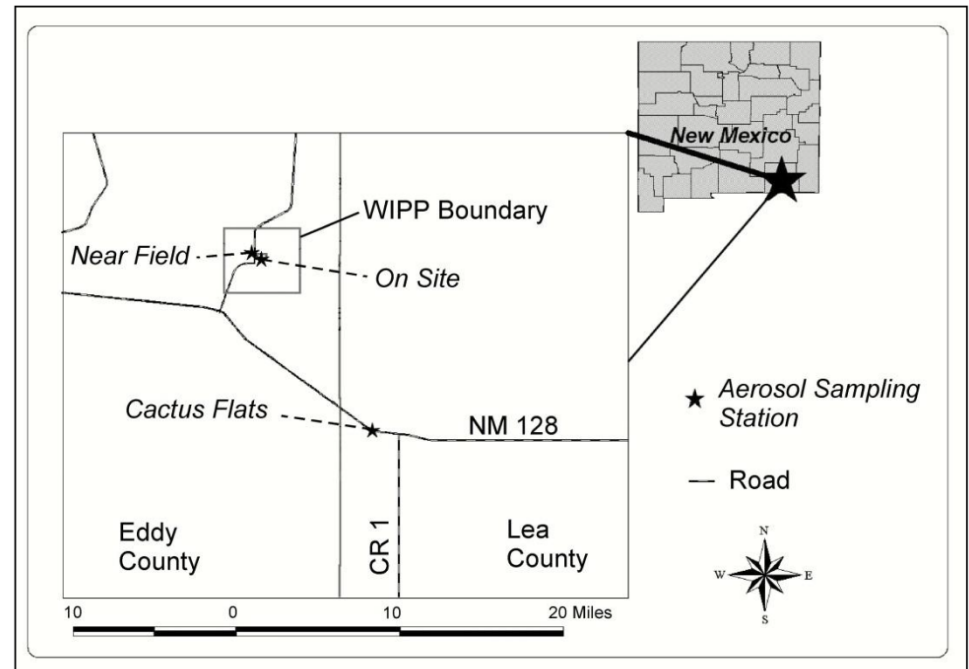 New Mexico
WIPP Boundary
Near Field
On Site
Cactus Flats
NM 128
Aerosol Sampling
Station
Road
Eddy
County
CR 1
Lea
County
N
W
E
S
10 0 10 20 Miles